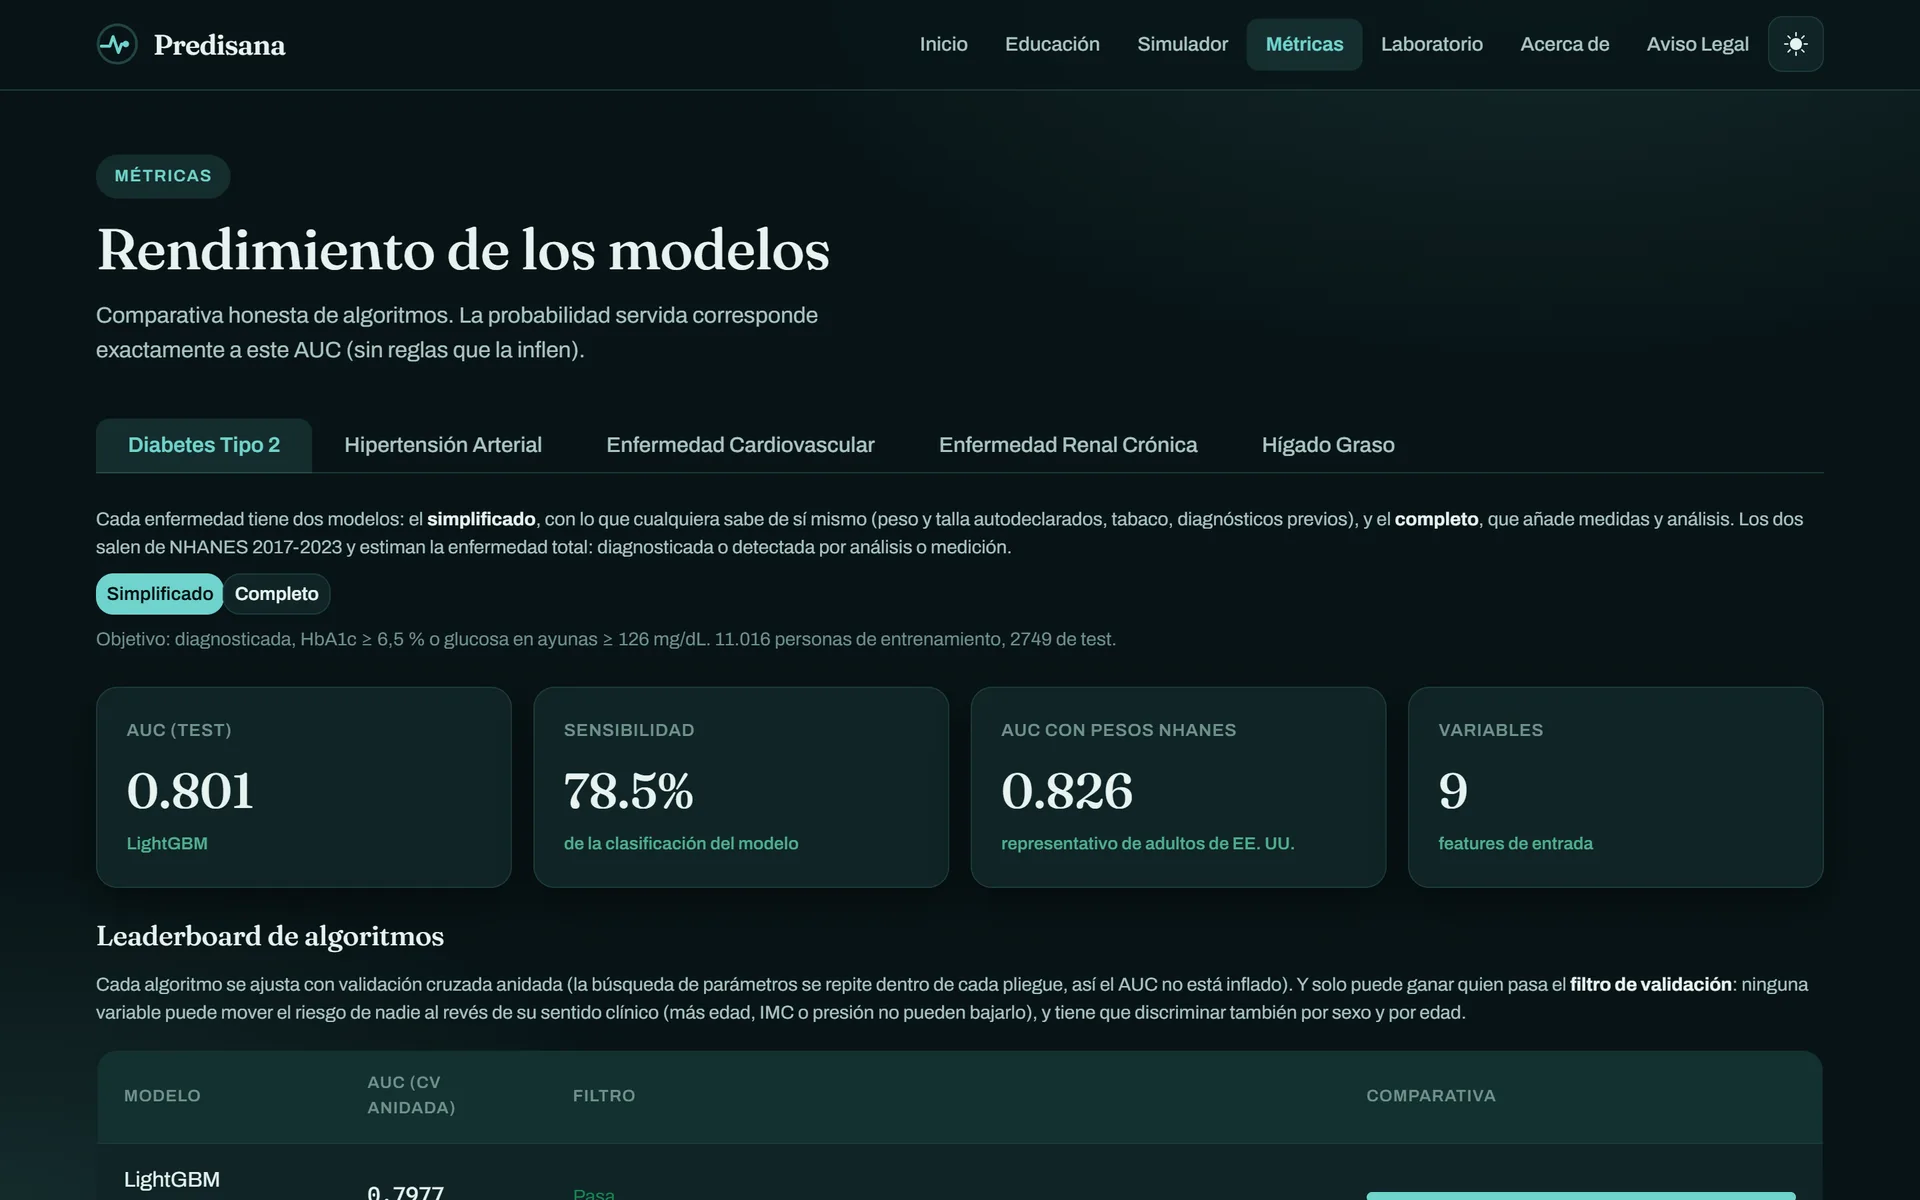 Predisana
Inicio
Educación
Simulador
Métricas
Laboratorio
Acerca de
Aviso Legal
MÉTRICAS
Rendimiento de los modelos
Comparativa honesta de algoritmos. La probabilidad servida corresponde
exactamente a este AUC (sin reglas que la inflen).
Diabetes Tipo 2
Hipertensión Arterial
Enfermedad Cardiovascular
Enfermedad Renal Crónica
Hígado Graso
Cada enfermedad tiene dos modelos: el simplificado, con lo que cualquiera sabe de sí mismo (peso y talla autodeclarados, tabaco, diagnósticos previos), y el completo, que añade medidas y análisis. Los dos
salen de NHANES 2017-2023 y estiman la enfermedad total: diagnosticada o detectada por análisis o medición.
Simplificado
Completo
Objetivo: diagnosticada, HbA1c ≥ 6,5 % o glucosa en ayunas ≥ 126 mg/dL. 11.016 personas de entrenamiento, 2749 de test.
AUC (TEST)
0.801
LightGBM
SENSIBILIDAD
78.5%
de la clasificación del modelo
AUC CON PESOS NHANES
0.826
representativo de adultos de EE. UU.
VARIABLES
9
features de entrada
Leaderboard de algoritmos
Cada algoritmo se ajusta con validación cruzada anidada (la búsqueda de parámetros se repite dentro de cada pliegue, así el AUC no está inflado). Y solo puede ganar quien pasa el filtro de validación: ninguna
variable puede mover el riesgo de nadie al revés de su sentido clínico (más edad, IMC o presión no pueden bajarlo), y tiene que discriminar también por sexo y por edad.
MODELO
AUC (CV
ANIDADA)
FILTRO
COMPARATIVA
LightGBM
0.7977
Pasa